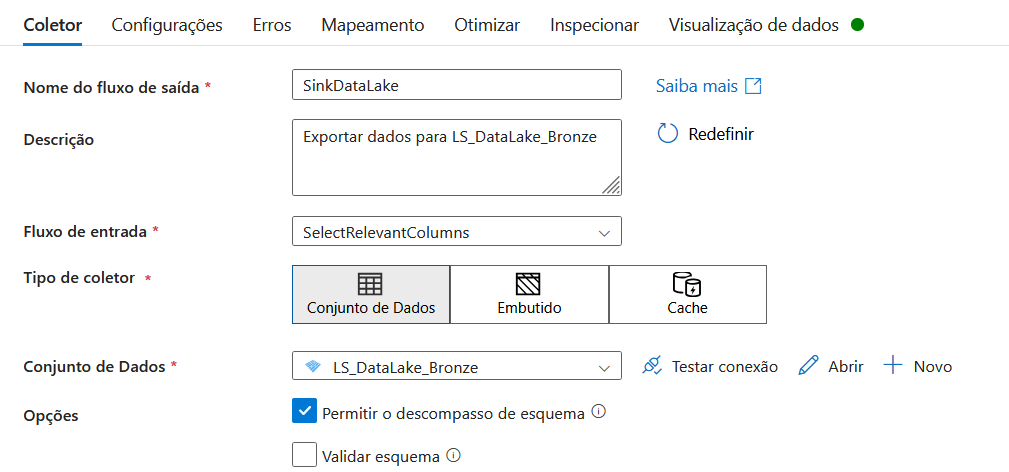 Coletor Configurações Erros Mapeamento Otimizar Inspecionar Visualização de dados
Nome do fluxo de saída * SinkDataLake Saiba mais
Descrição Exportar dados para LS_DataLake_Bronze Redefinir
Fluxo de entrada * SelectRelevantColumns
Tipo de coletor * Conjunto de Dados Embutido Cache
Conjunto de Dados * LS_DataLake_Bronze Testar conexão Abrir Novo
Opções Permitir o descompasso de esquema
Validar esquema